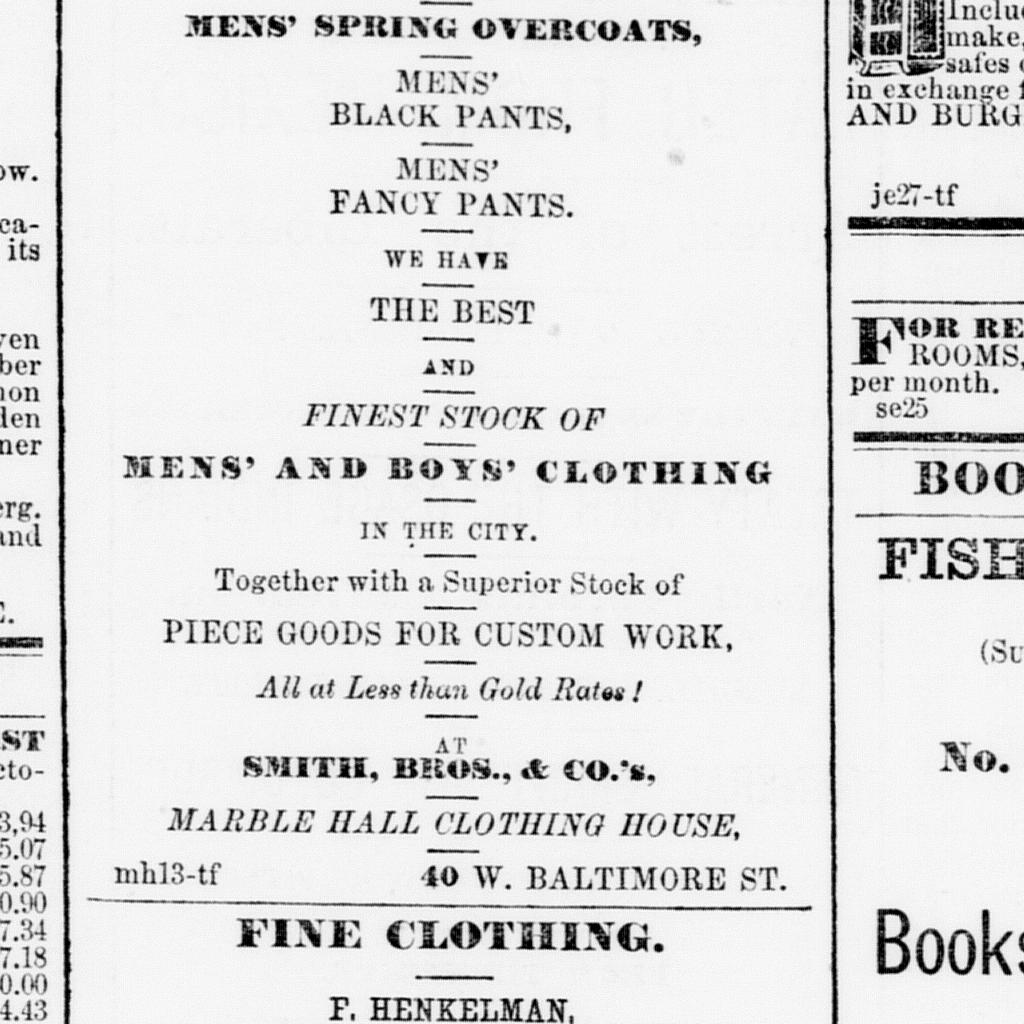 ow.
ca-
its
ven
ber
non
den
ner
erg.
and
E.
ST
cto-
3,94
5.07
5.87
0.90
7.34
7.18
0.00
4.43
MENS' SPRING OVERCOATS,
MENS'
BLACK PANTS,
MENS'
FANCY PANTS.
WE HAVE
THE BEST
AND
FINEST STOCK OF
MENS' AND BOYS' CLOTHING
IN THE CITY.
Together with a Superior Stock of
PIECE GOODS FOR CUSTOM WORK,
All at Less than Gold Rates!
AT
SMITH, BROS., & CO.'s,
MARBLE HALL CLOTHING HOUSE,
mh13-tf 40 W. BALTIMORE ST.
FINE CLOTHING.
F. HENKELMAN,
Inclu
make,
safes
in exchange f
AND BURG
je27-tf
FOR RE
ROOMS,
per month.
se25
BOO
FISH
(SU
No.
Books